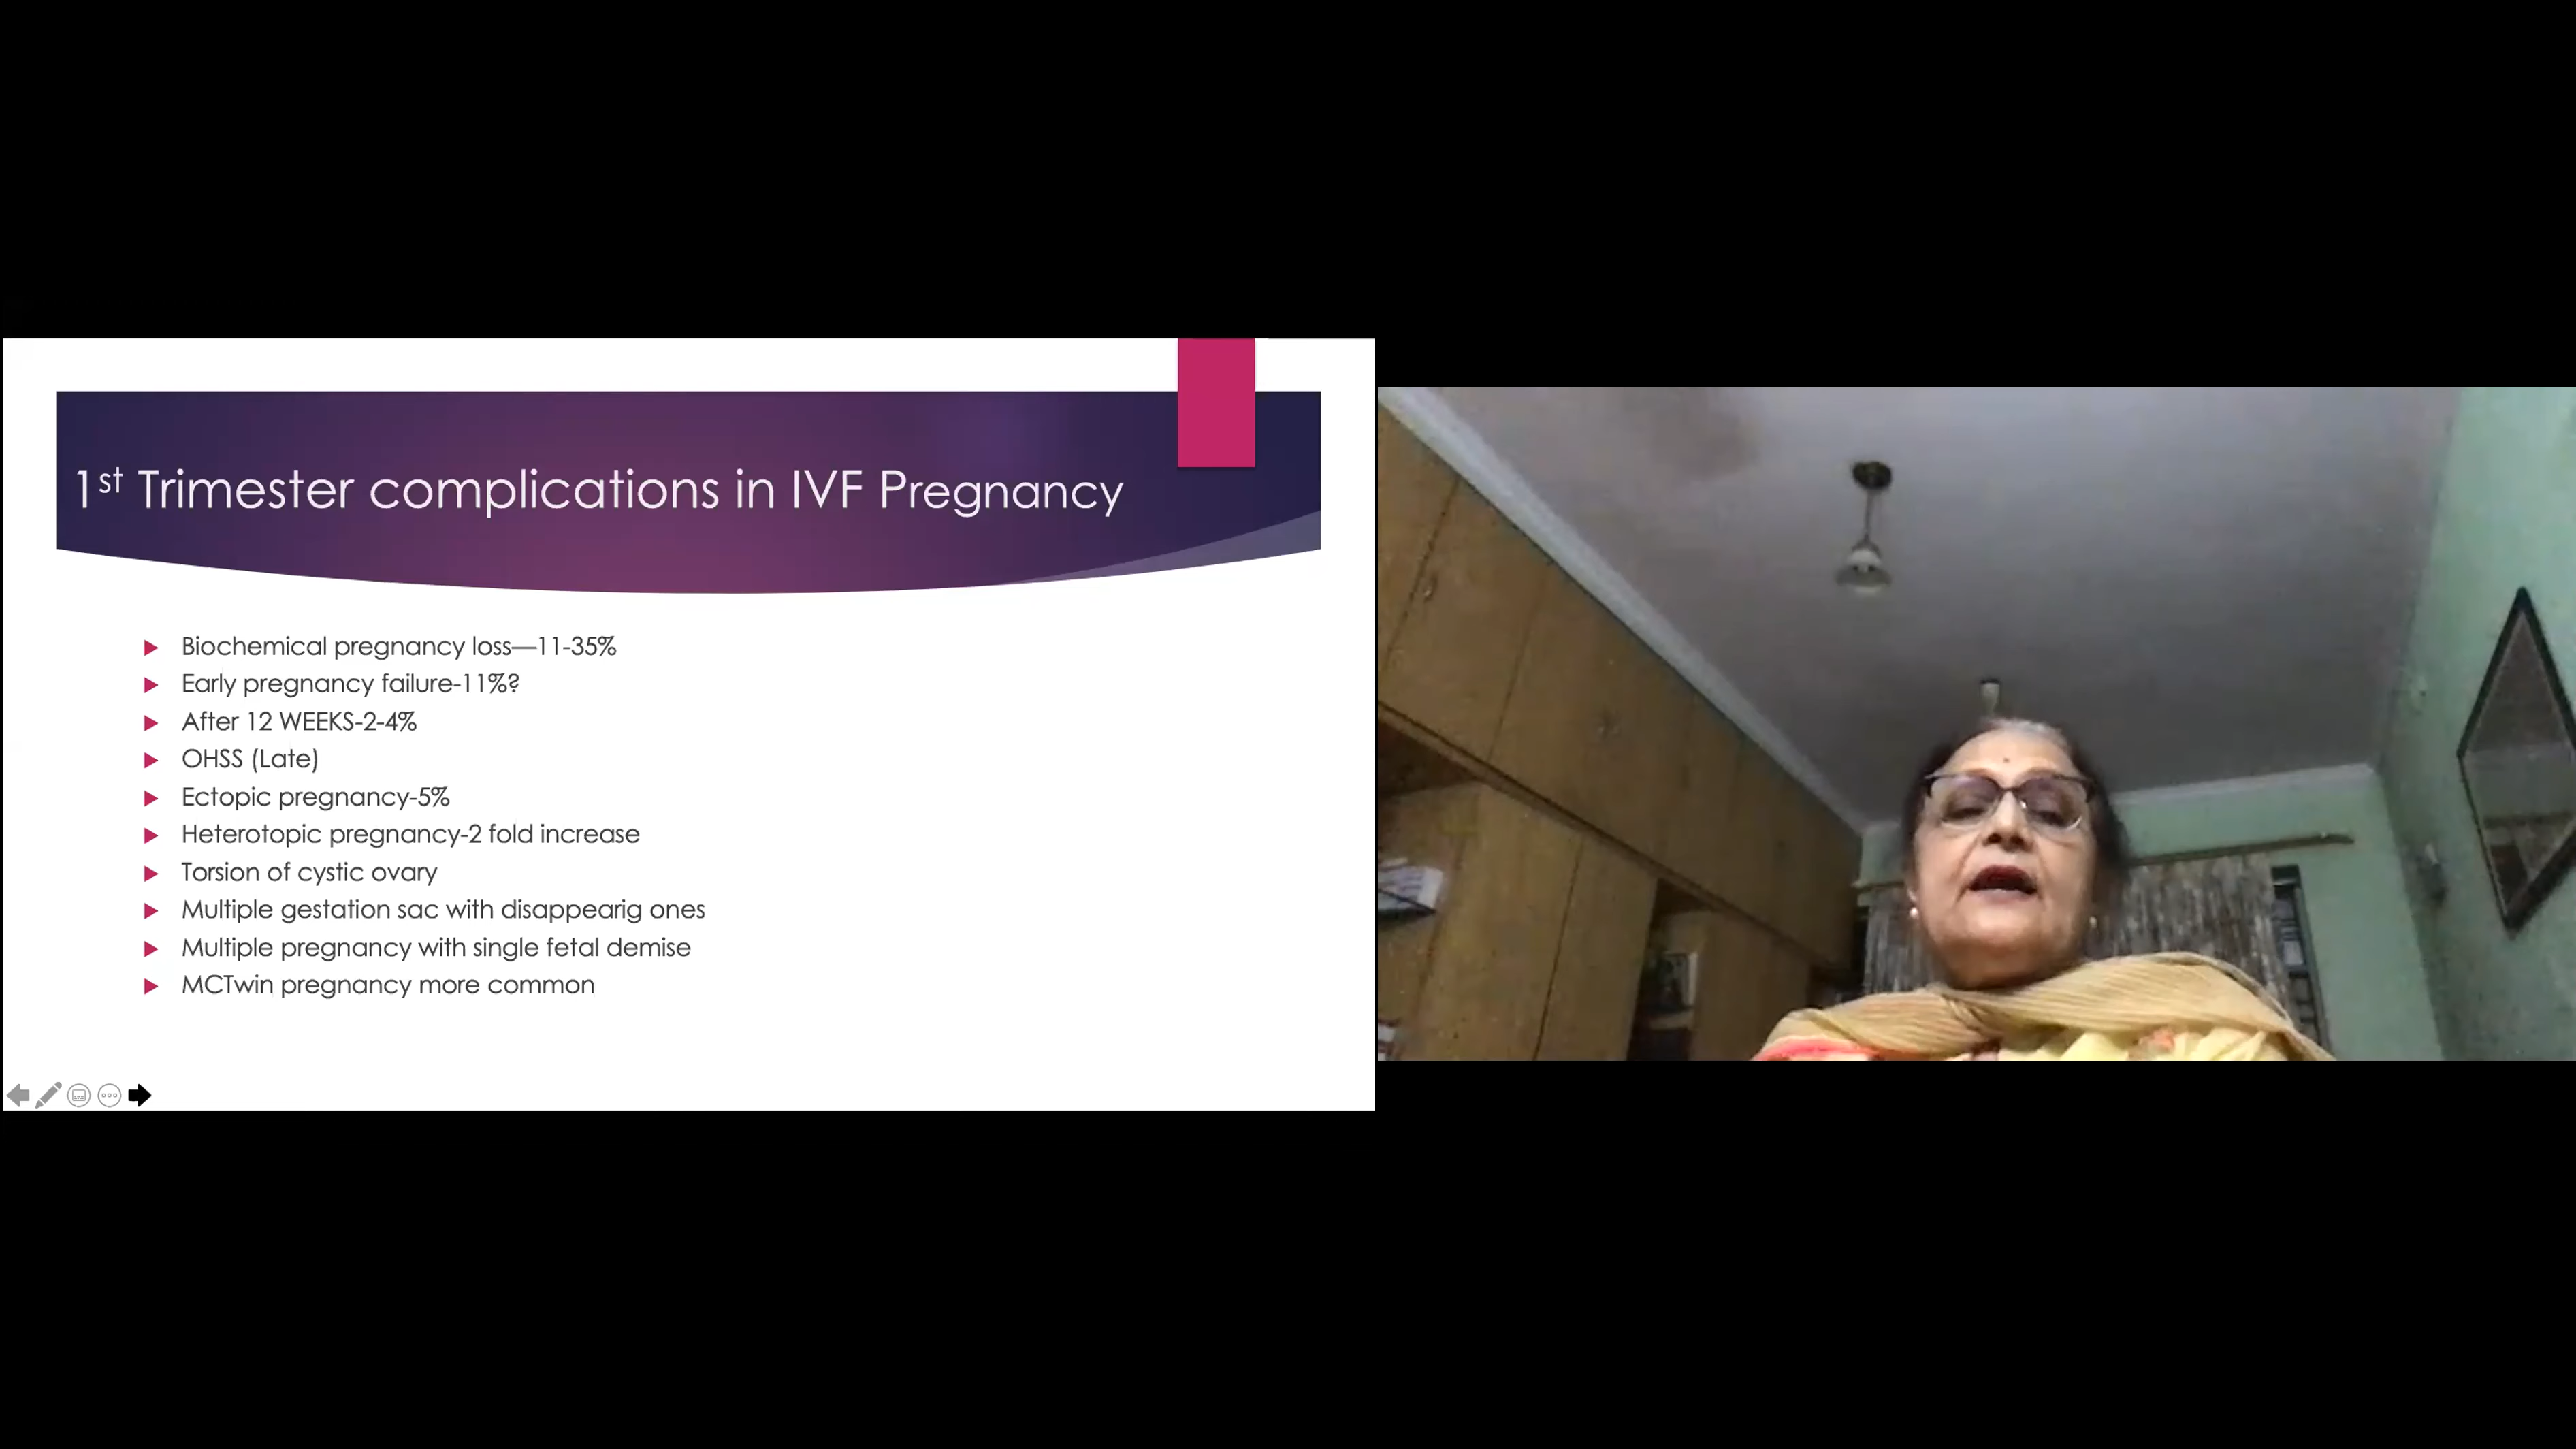 1st Trimester complications in IVF Pregnancy
Biochemical pregnancy loss—11-35%
Early pregnancy failure-11%?
After 12 WEEKS-2-4%
OHSS (Late)
Ectopic pregnancy-5%
Heterotopic pregnancy-2 fold increase
Torsion of cystic ovary
Multiple gestation sac with disappearig ones
Multiple pregnancy with single fetal demise
MCTwin pregnancy more common